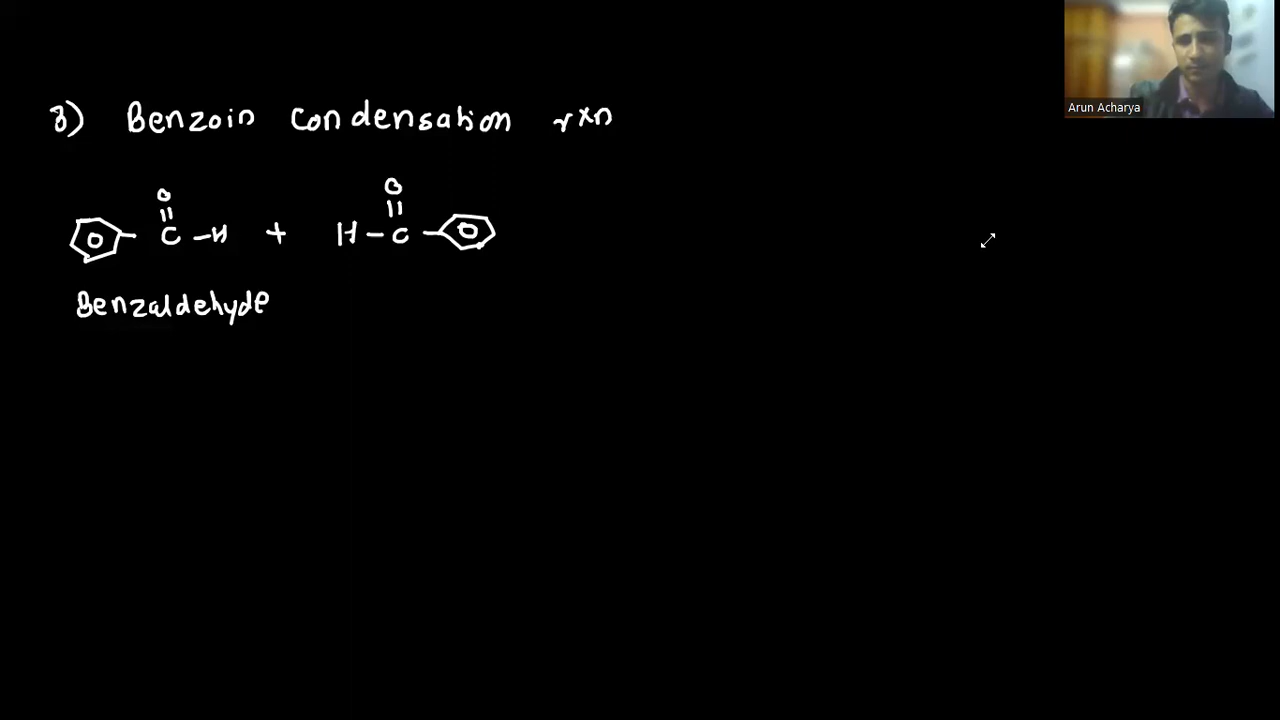 8) Benzoin condensation rxn
O O
|| ||
C -H + H - C -
Benzaldehyde
Arun Acharya